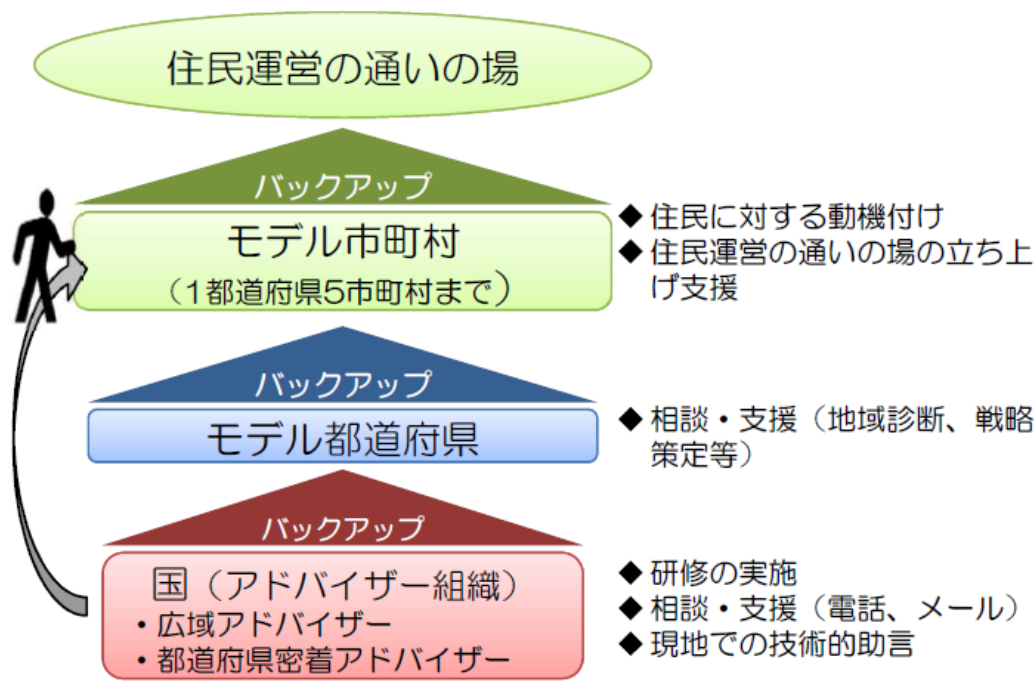 住民運営の通いの場
バックアップ
モデル市町村
（1都道府県5市町村まで）
◆ 住民に対する動機付け
◆ 住民運営の通いの場の立ち上
げ支援
バックアップ
モデル都道府県
◆ 相談・支援（地域診断、戦略
策定等）
バックアップ
国（アドバイザー組織）
・広域アドバイザー
・都道府県密着アドバイザー
◆ 研修の実施
◆ 相談・支援（電話、メール）
◆ 現地での技術的助言